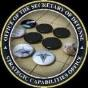 OFFICE OF THE SECRETARY OF DEFENSE
STRATEGIC CAPABILITIES OFFICE